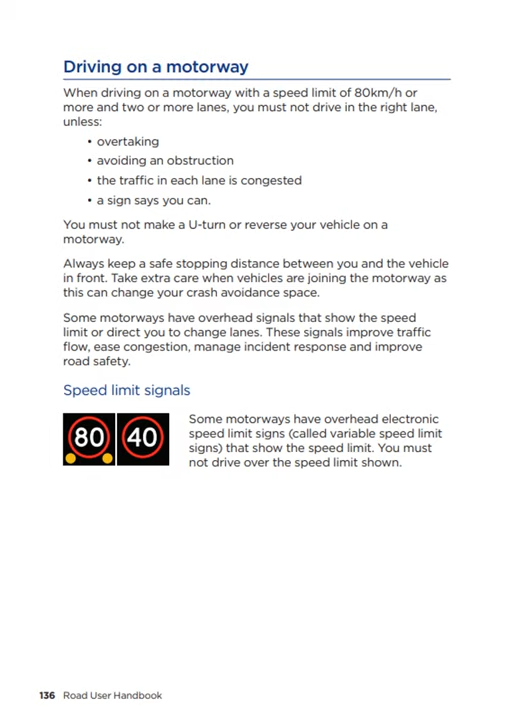 Driving on a motorway
When driving on a motorway with a speed limit of 80km/h or
more and two or more lanes, you must not drive in the right lane,
unless:
• overtaking
• avoiding an obstruction
• the traffic in each lane is congested
• a sign says you can.
You must not make a U-turn or reverse your vehicle on a
motorway.
Always keep a safe stopping distance between you and the vehicle
in front. Take extra care when vehicles are joining the motorway as
this can change your crash avoidance space.
Some motorways have overhead signals that show the speed
limit or direct you to change lanes. These signals improve traffic
flow, ease congestion, manage incident response and improve
road safety.
Speed limit signals
80 40
Some motorways have overhead electronic
speed limit signs (called variable speed limit
signs) that show the speed limit. You must
not drive over the speed limit shown.
136 Road User Handbook